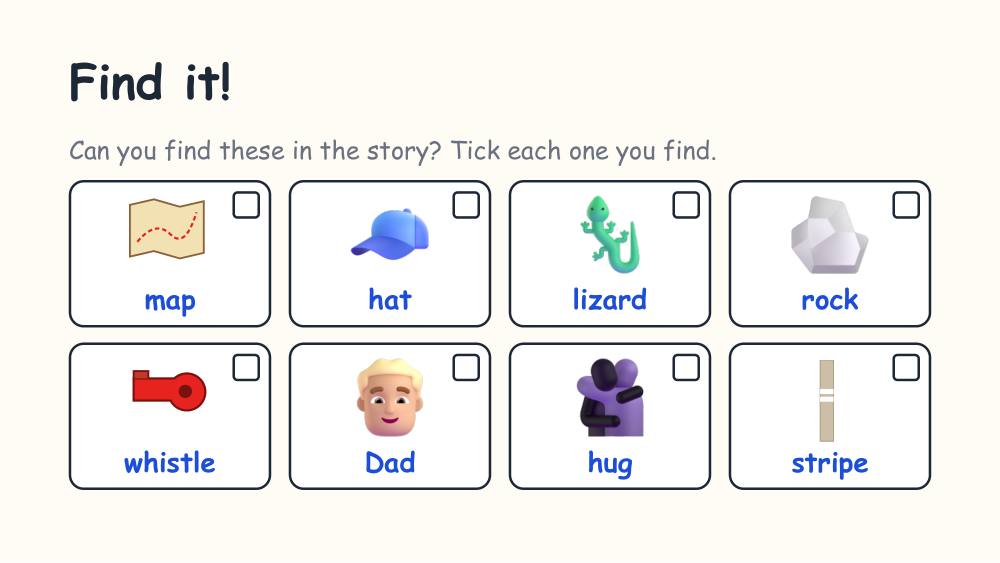 Find it!
Can you find these in the story? Tick each one you find.
map
hat
lizard
rock
whistle
Dad
hug
stripe